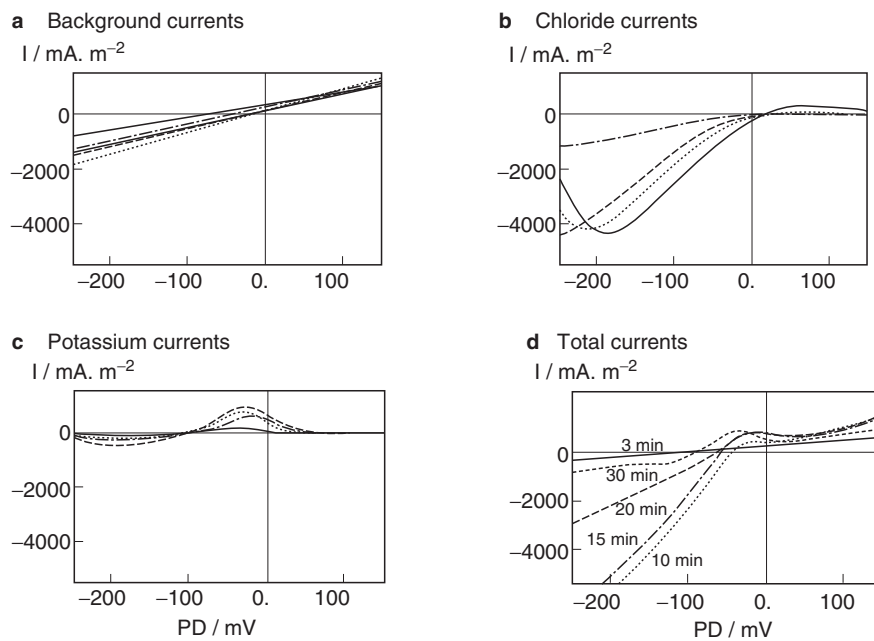 a Background currents
I / mA. m⁻²
0
−2000
−4000
−200 −100 0. 100
b Chloride currents
I / mA. m⁻²
0
−2000
−4000
−200 −100 0 100
c Potassium currents
I / mA. m⁻²
0
−2000
−4000
−200 −100 0. 100
PD / mV
d Total currents
I / mA. m⁻²
0
−2000
−4000
3 min
30 min
20 min
15 min
10 min
−200 −100 0. 100
PD / mV